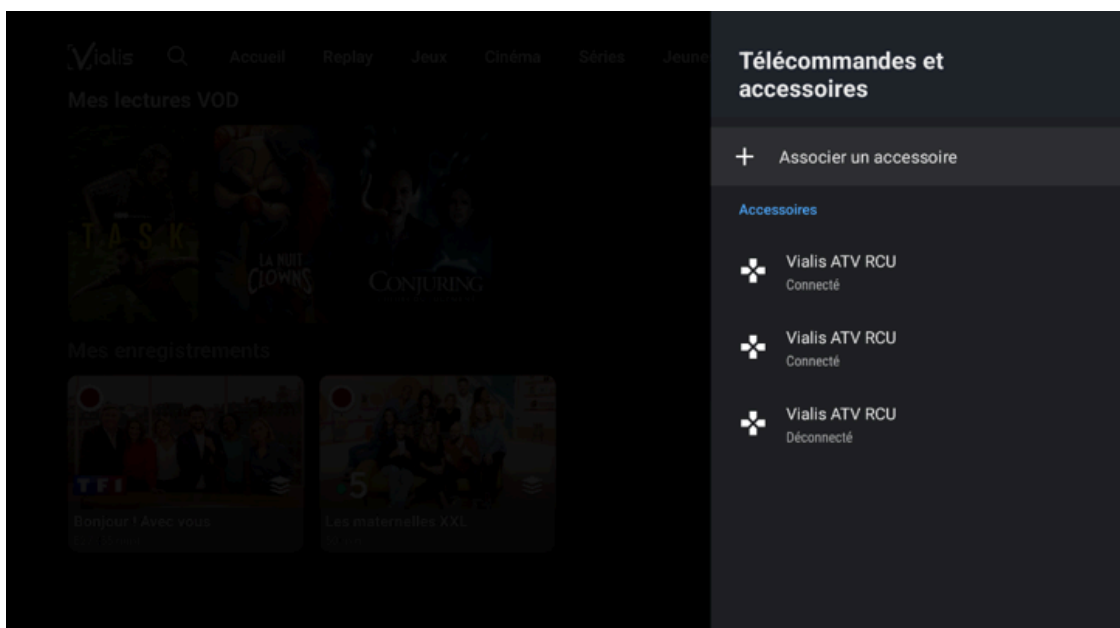 Vialis
Accueil
Replay
Jeux
Cinéma
Séries
Jeune
Mes lectures VOD
TASK
LA NUIT
CLOWNS
CONJURING
Mes enregistrements
TF1
5
Bonjour ! Avec vous
Les maternelles XXL
Télécommandes et
accessoires
+ Associer un accessoire
Accessoires
Vialis ATV RCU
Connecté
Vialis ATV RCU
Connecté
Vialis ATV RCU
Déconnecté